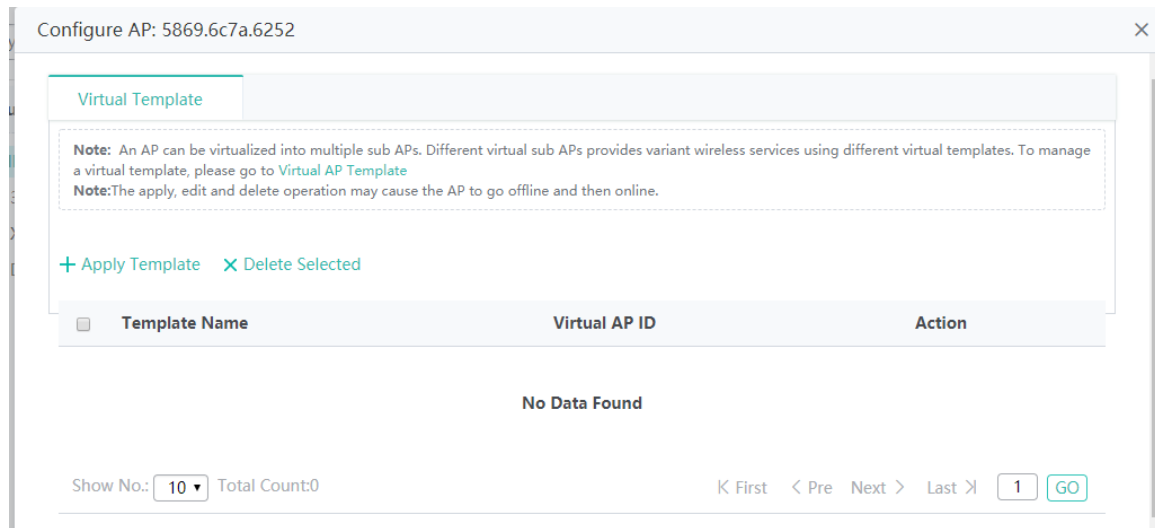 Configure AP: 5869.6c7a.6252
Virtual Template
Note: An AP can be virtualized into multiple sub APs. Different virtual sub APs provides variant wireless services using different virtual templates. To manage
a virtual template, please go to Virtual AP Template
Note:The apply, edit and delete operation may cause the AP to go offline and then online.
Apply Template Delete Selected
Template Name Virtual AP ID Action
No Data Found
Show No.: 10 Total Count:0 First Pre Next Last 1 GO